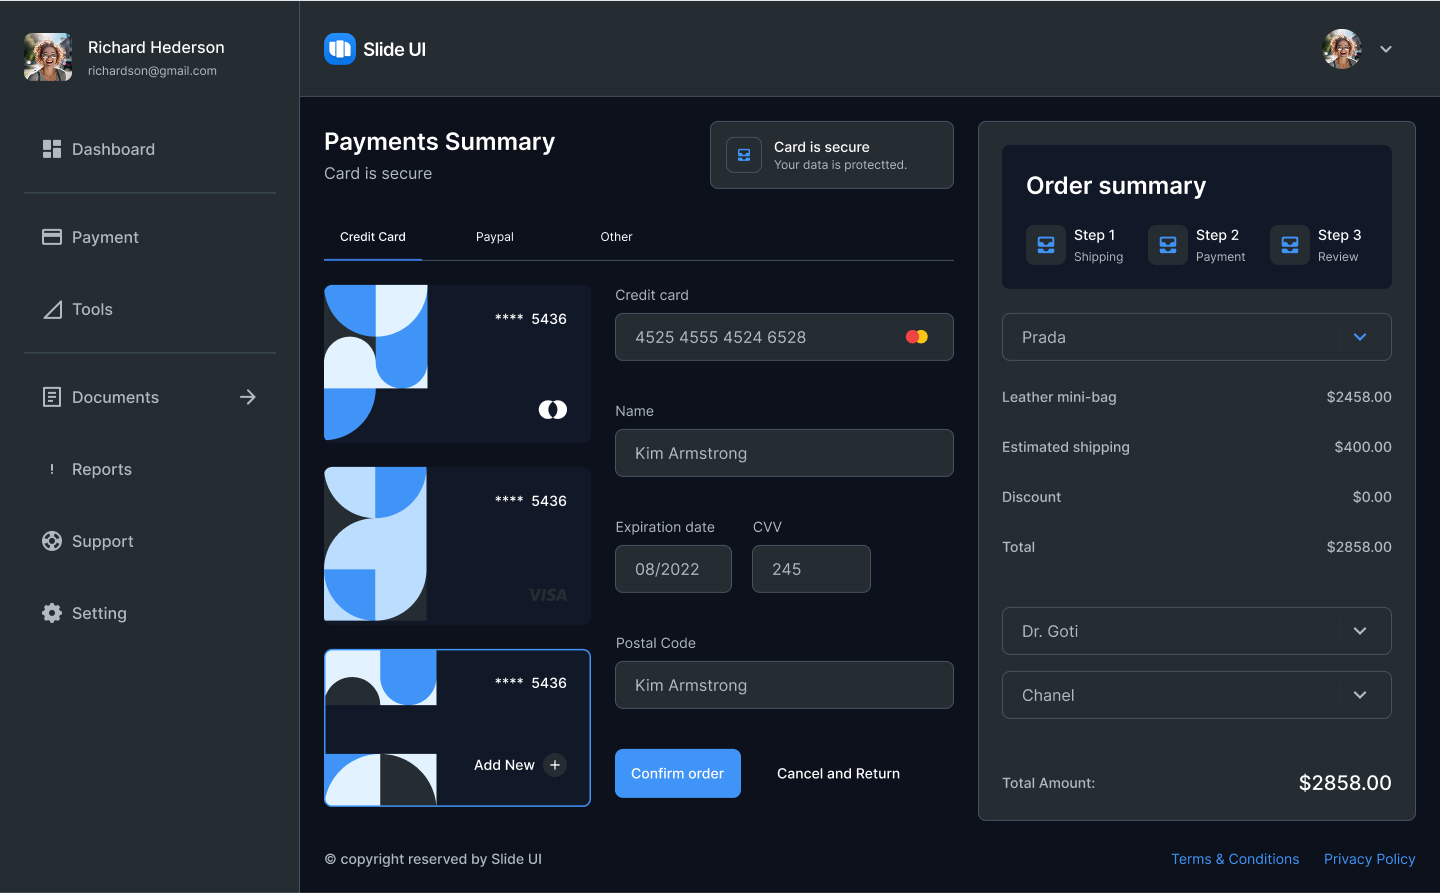 Richard Hederson
richardson@gmail.com
Dashboard
Payment
Tools
Documents
Reports
Support
Setting
Slide UI
Payments Summary
Card is secure
Card is secure
Your data is protectted.
Credit Card
Paypal
Other
**** 5436
**** 5436
VISA
**** 5436
Add New
Credit card
4525 4555 4524 6528
Name
Kim Armstrong
Expiration date
CVV
08/2022
245
Postal Code
Kim Armstrong
Confirm order
Cancel and Return
Order summary
Step 1
Shipping
Step 2
Payment
Step 3
Review
Prada
Leather mini-bag $2458.00
Estimated shipping $400.00
Discount $0.00
Total $2858.00
Dr. Goti
Chanel
Total Amount: $2858.00
© copyright reserved by Slide UI
Terms & Conditions
Privacy Policy